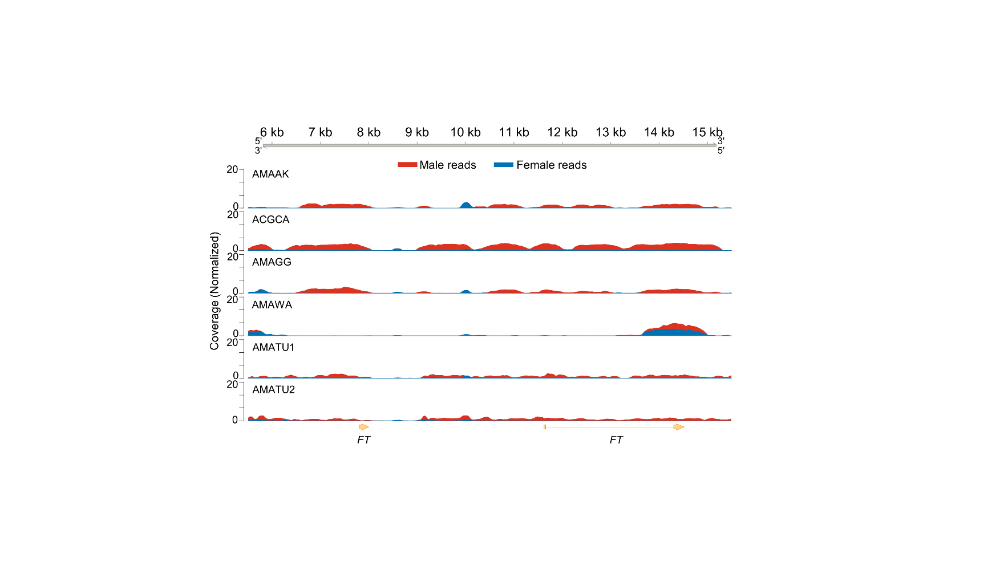 6 kb 7 kb 8 kb 9 kb 10 kb 11 kb 12 kb 13 kb 14 kb 15 kb
5' 3'
3' 5'
Male reads Female reads
Coverage (Normalized)
20
AMAAK
0
20
ACGCA
0
20
AMAGG
0
20
AMAWA
0
20
AMATU1
0
20
AMATU2
0
FT FT